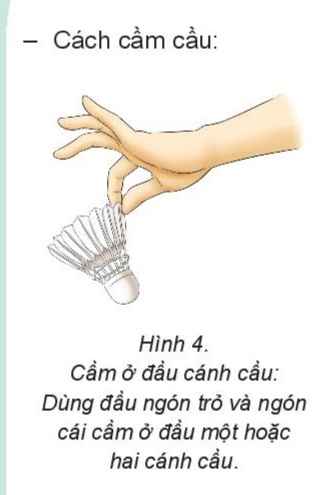 – Cách cầm cầu:
Hình 4.
Cầm ở đầu cánh cầu:
Dùng đầu ngón trỏ và ngón
cái cầm ở đầu một hoặc
hai cánh cầu.